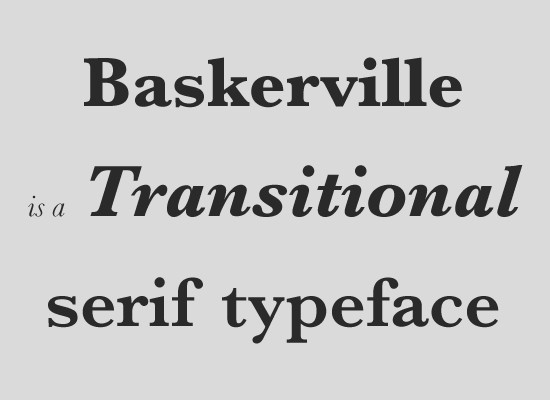 Baskerville
is a Transitional
serif typeface